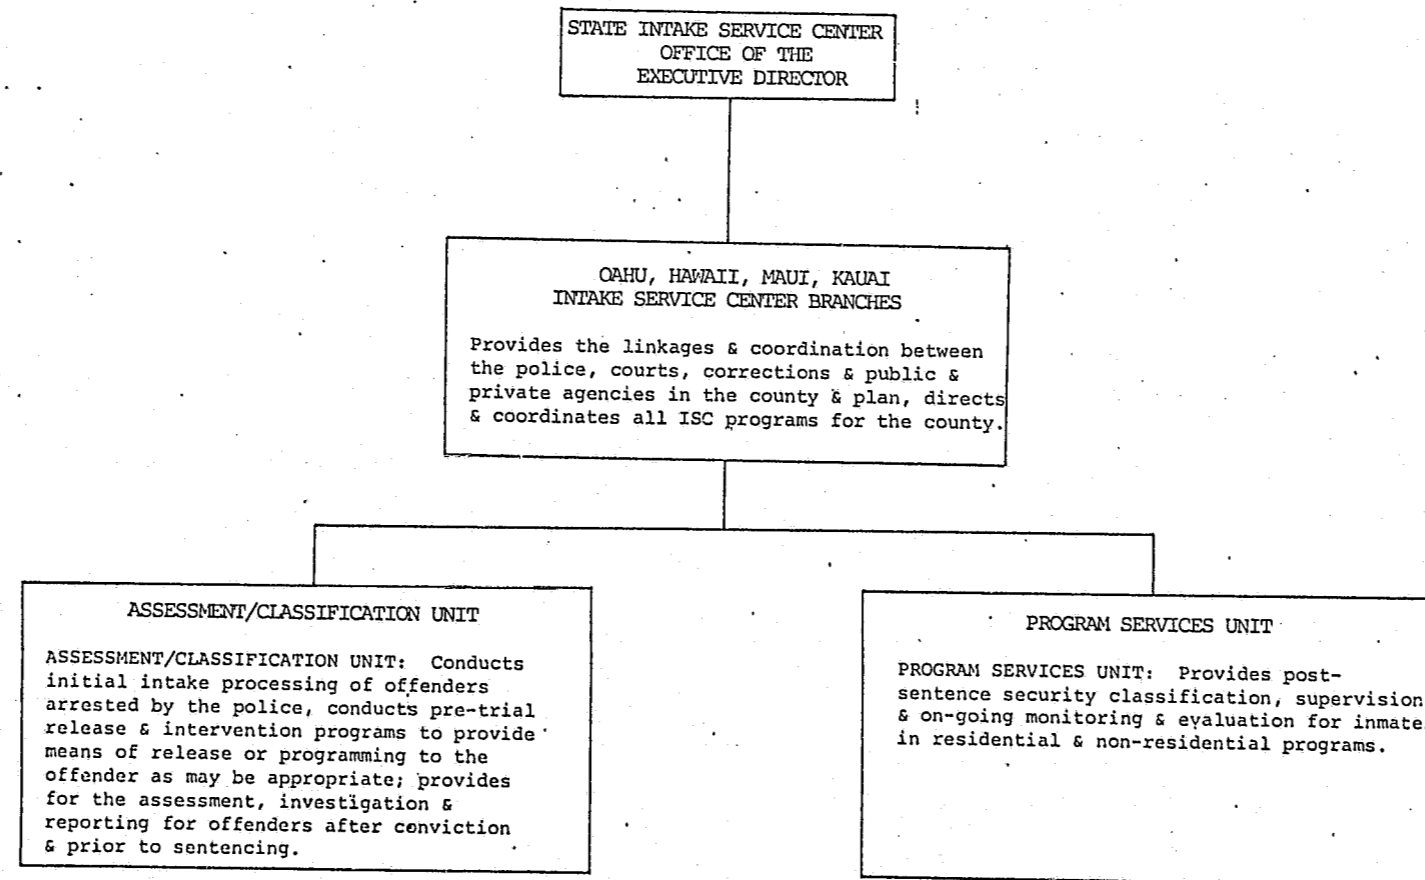 STATE INTAKE SERVICE CENTER
OFFICE OF THE
EXECUTIVE DIRECTOR
OAHU, HAWAII, MAUI, KAUAI
INTAKE SERVICE CENTER BRANCHES
Provides the linkages & coordination between
the police, courts, corrections & public &
private agencies in the county & plan, directs
& coordinates all ISC programs for the county.
ASSESSMENT/CLASSIFICATION UNIT
ASSESSMENT/CLASSIFICATION UNIT: Conducts
initial intake processing of offenders
arrested by the police, conducts pre-trial
release & intervention programs to provide
means of release or programming to the
offender as may be appropriate; provides
for the assessment, investigation &
reporting for offenders after conviction
& prior to sentencing.
PROGRAM SERVICES UNIT
PROGRAM SERVICES UNIT: Provides post-
sentence security classification, supervision
& on-going monitoring & evaluation for inmate
in residential & non-residential programs.